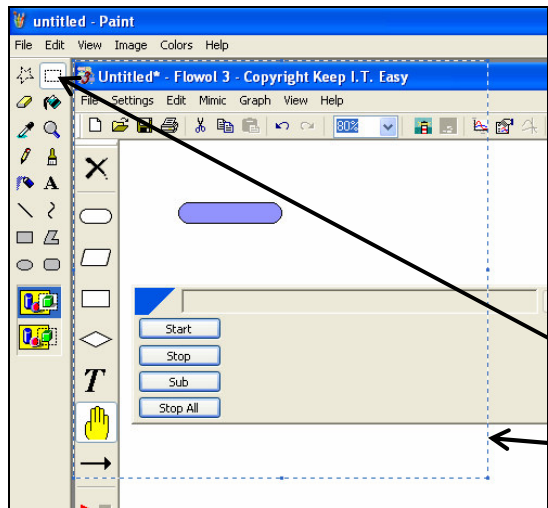 untitled - Paint
File Edit View Image Colors Help
Untitled* - Flowol 3 - Copyright Keep I.T. Easy
File Settings Edit Mimic Graph View Help
80%
A
T
Start
Stop
Sub
Stop All